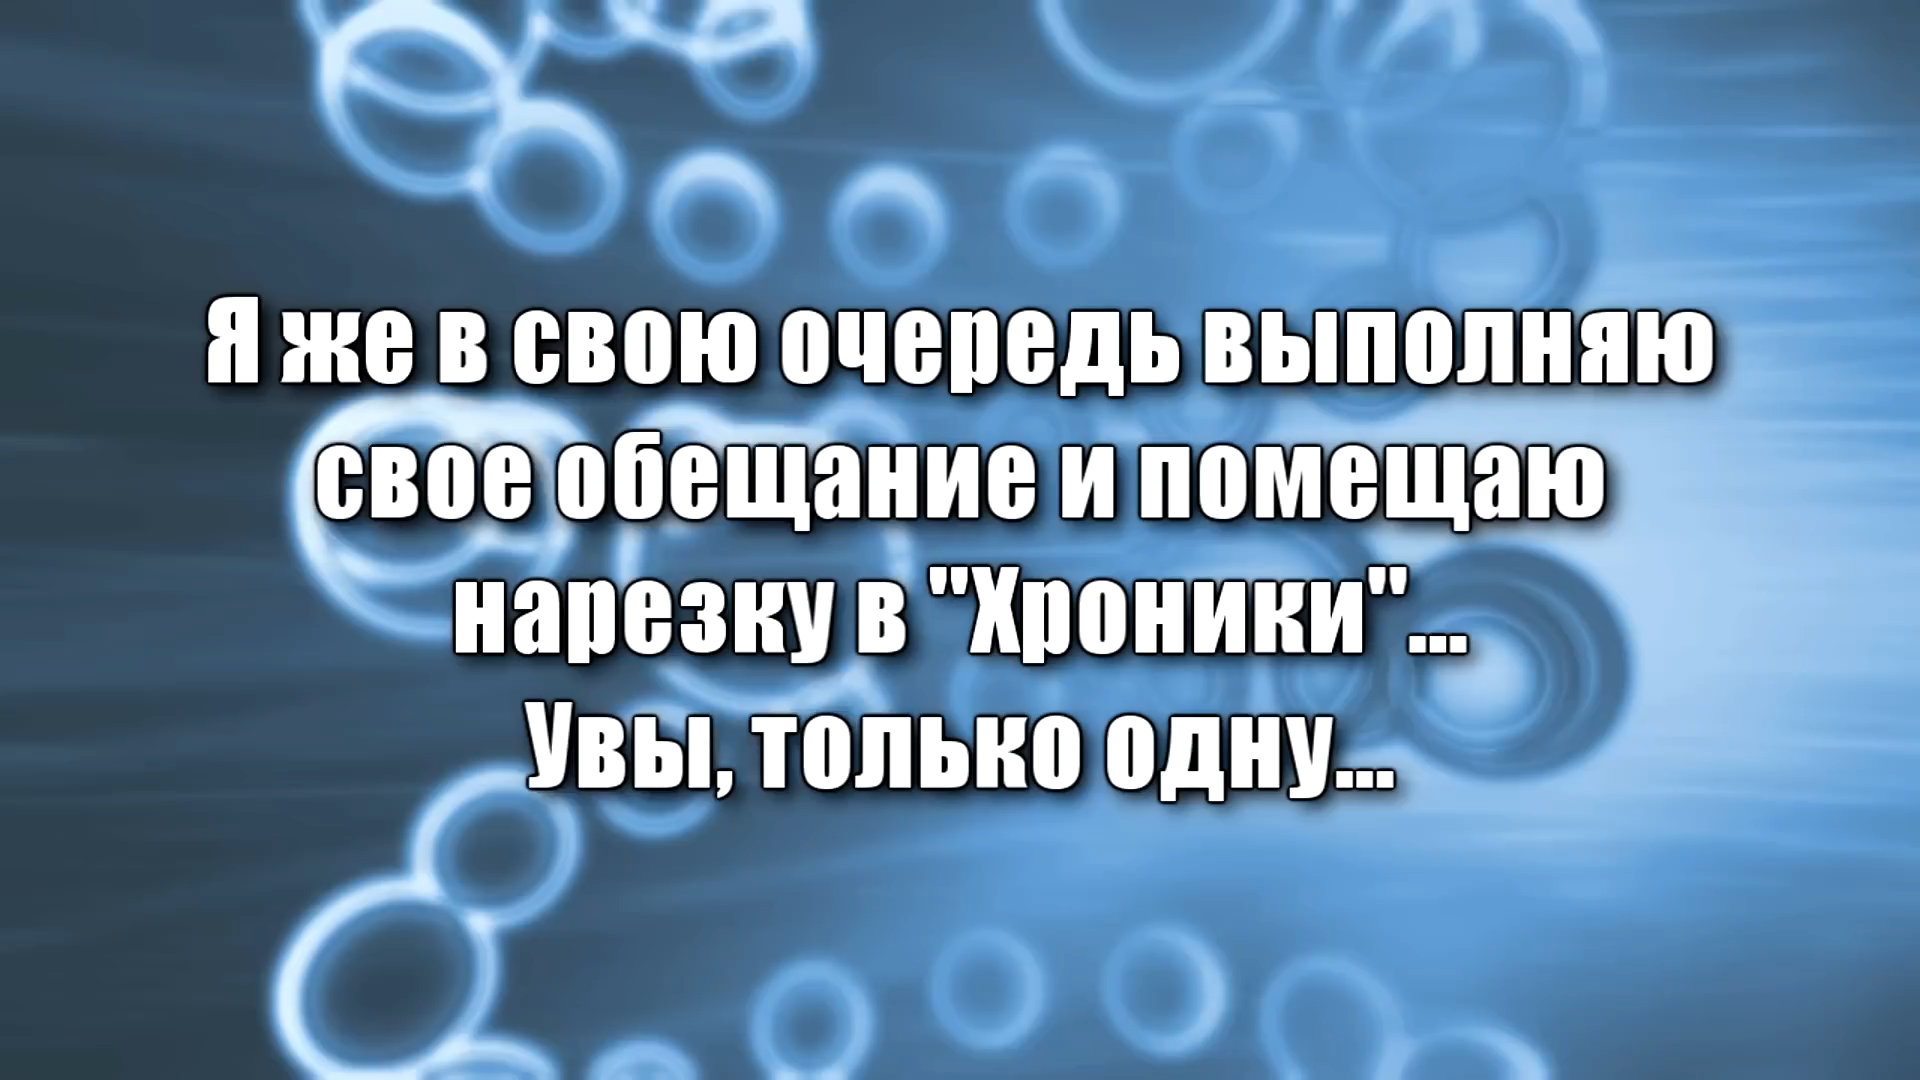 Я же в свою очередь выполняю
свое обещание и помещаю
нарезку в "Хроники"...
Увы, только одну...